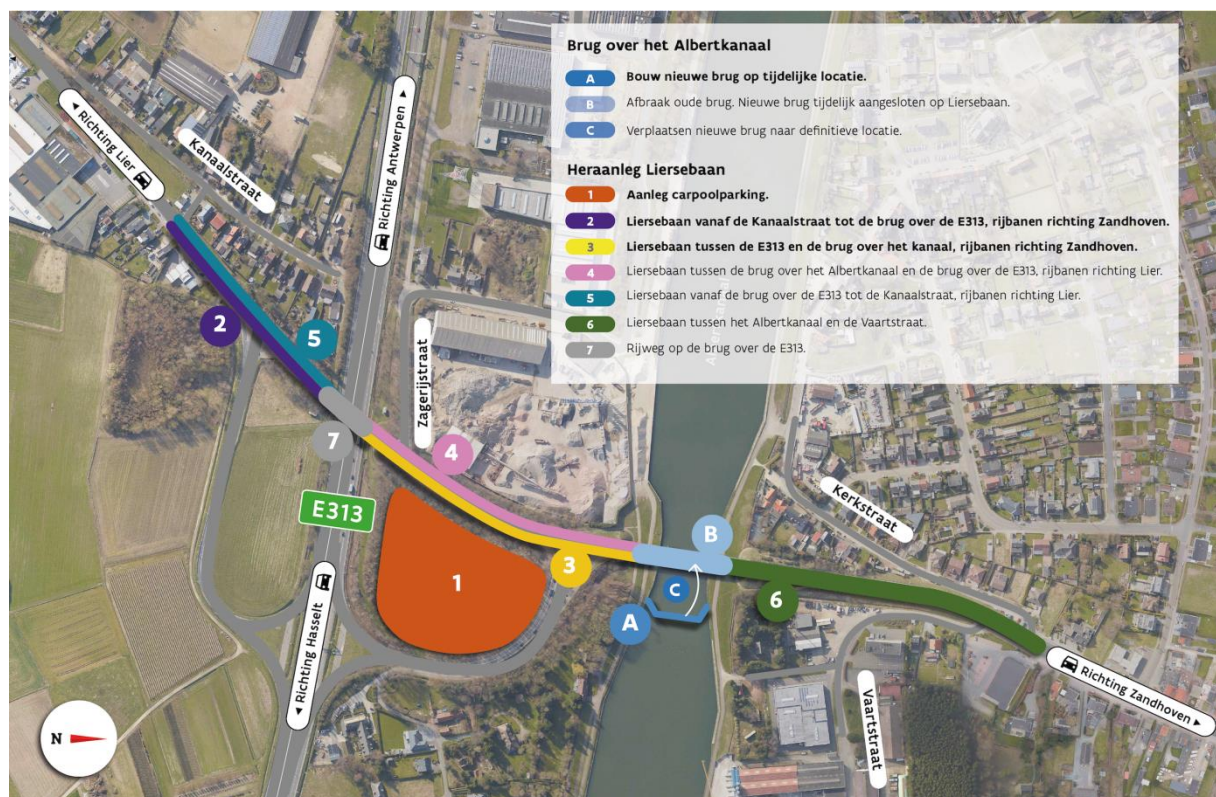 Brug over het Albertkanaal
A Bouw nieuwe brug op tijdelijke locatie.
B Afbraak oude brug. Nieuwe brug tijdelijk aangesloten op Liersebaan.
C Verplaatsen nieuwe brug naar definitieve locatie.
Heraanleg Liersebaan
1 Aanleg carpoolparking.
2 Liersebaan vanaf de Kanaalstraat tot de brug over de E313, rijbanen richting Zandhoven.
3 Liersebaan tussen de E313 en de brug over het kanaal, rijbanen richting Zandhoven.
4 Liersebaan tussen de brug over het Albertkanaal en de brug over de E313, rijbanen richting Lier.
5 Liersebaan vanaf de brug over de E313 tot de Kanaalstraat, rijbanen richting Lier.
6 Liersebaan tussen het Albertkanaal en de Vaartstraat.
7 Rijweg op de brug over de E313.
◄ Richting Lier
Kanaalstraat
Richting Antwerpen ►
2
5
Zagerijstraat
7
4
E313
1
3
B
C
A
6
Kerkstraat
◄ Richting Hasselt
Vaartstraat
Richting Zandhoven ►
N